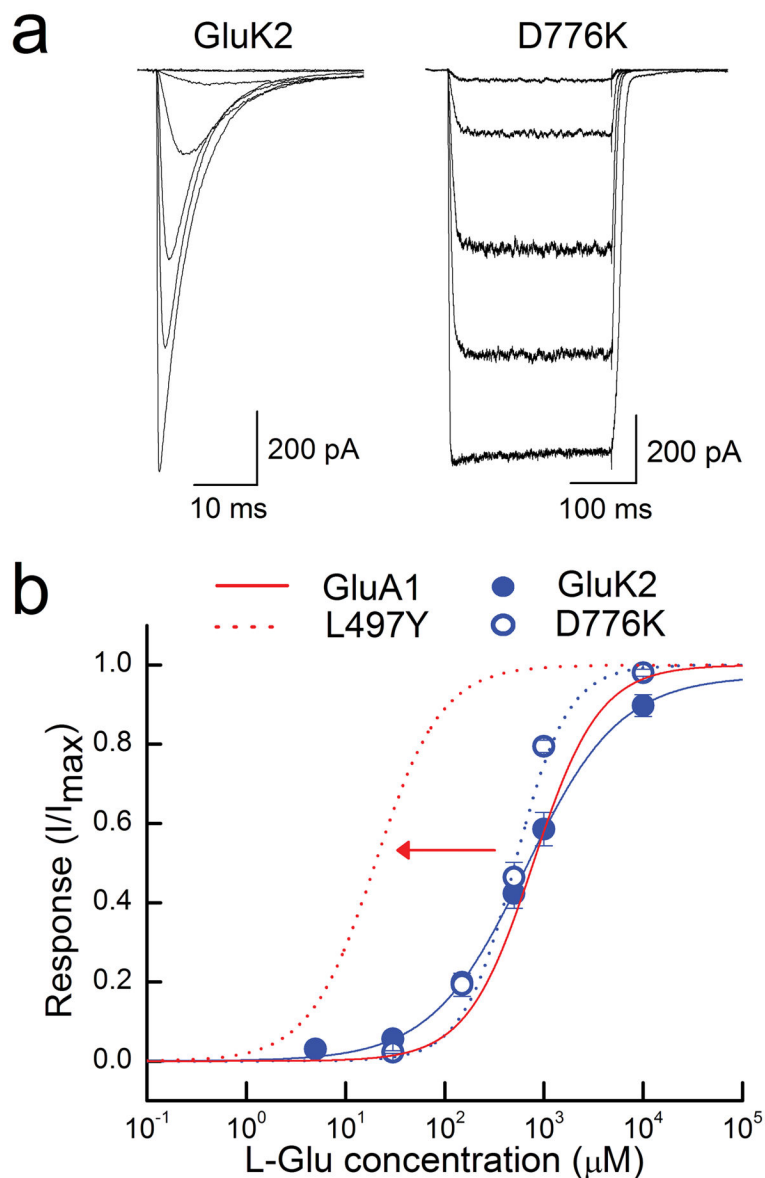 a
GluK2 D776K
200 pA 200 pA
10 ms 100 ms
b
GluA1 GluK2
L497Y D776K
1.0
0.8
0.6
0.4
0.2
0.0
Response (I/Imax)
10-1 100 101 102 103 104 105
L-Glu concentration (μM)